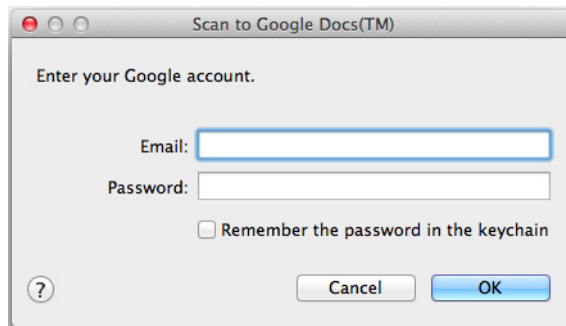 Scan to Google Docs(TM)
Enter your Google account.
Email:
Password:
Remember the password in the keychain
? Cancel OK